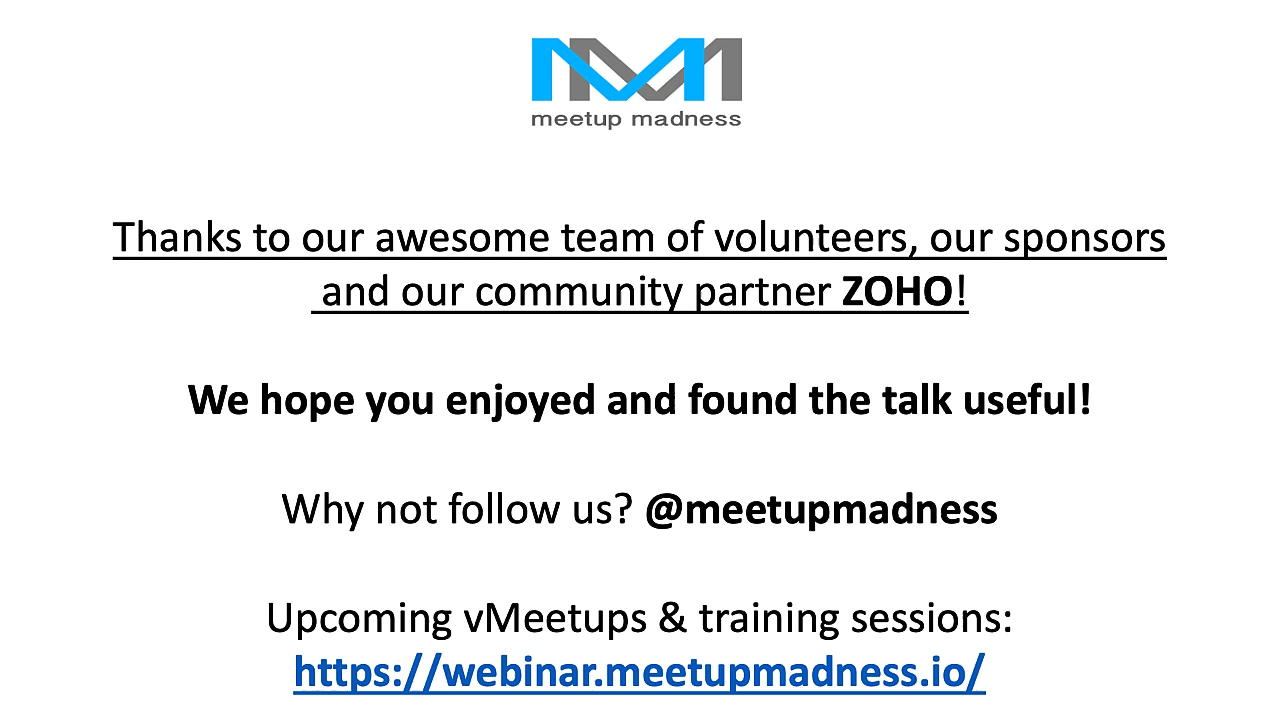 meetup madness
Thanks to our awesome team of volunteers, our sponsors
and our community partner ZOHO!
We hope you enjoyed and found the talk useful!
Why not follow us? @meetupmadness
Upcoming vMeetups & training sessions:
https://webinar.meetupmadness.io/